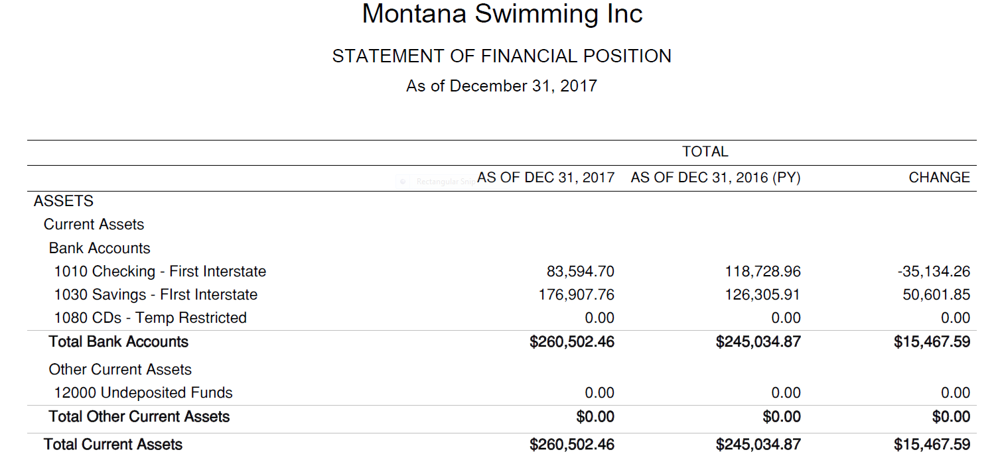 Montana Swimming Inc
STATEMENT OF FINANCIAL POSITION
As of December 31, 2017
TOTAL
Rectangular Snip AS OF DEC 31, 2017 AS OF DEC 31, 2016 (PY) CHANGE
ASSETS
Current Assets
Bank Accounts
1010 Checking - First Interstate 83,594.70 118,728.96 -35,134.26
1030 Savings - FIrst Interstate 176,907.76 126,305.91 50,601.85
1080 CDs - Temp Restricted 0.00 0.00 0.00
Total Bank Accounts $260,502.46 $245,034.87 $15,467.59
Other Current Assets
12000 Undeposited Funds 0.00 0.00 0.00
Total Other Current Assets $0.00 $0.00 $0.00
Total Current Assets $260,502.46 $245,034.87 $15,467.59